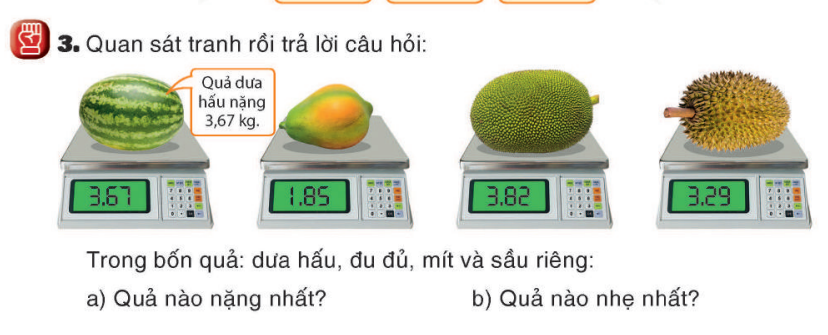 3. Quan sát tranh rồi trả lời câu hỏi:
Quả dưa
hấu nặng
3,67 kg.
3.67
1.85
3.82
3.29
Trong bốn quả: dưa hấu, đu đủ, mít và sầu riêng:
a) Quả nào nặng nhất?
b) Quả nào nhẹ nhất?